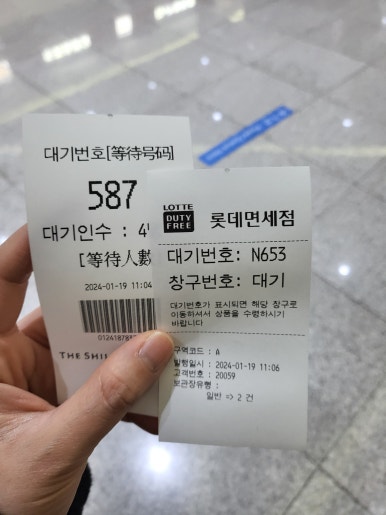 대기번호[等待号码]
587
대기인수 :
[等待人數
2024-01-19 11:04
THE
LOTTE
DUTY
FREE
롯데면세점
대기번호: N653
창구번호: 대기
대기번호가 표시되면 해당 창구로
이동하셔서 상품을 수령하시기
바랍니다
구역코드 : A
발행일시 : 2024-01-19 11:06
고객번호 : 20059
보관장유형 :
일반 => 2 건